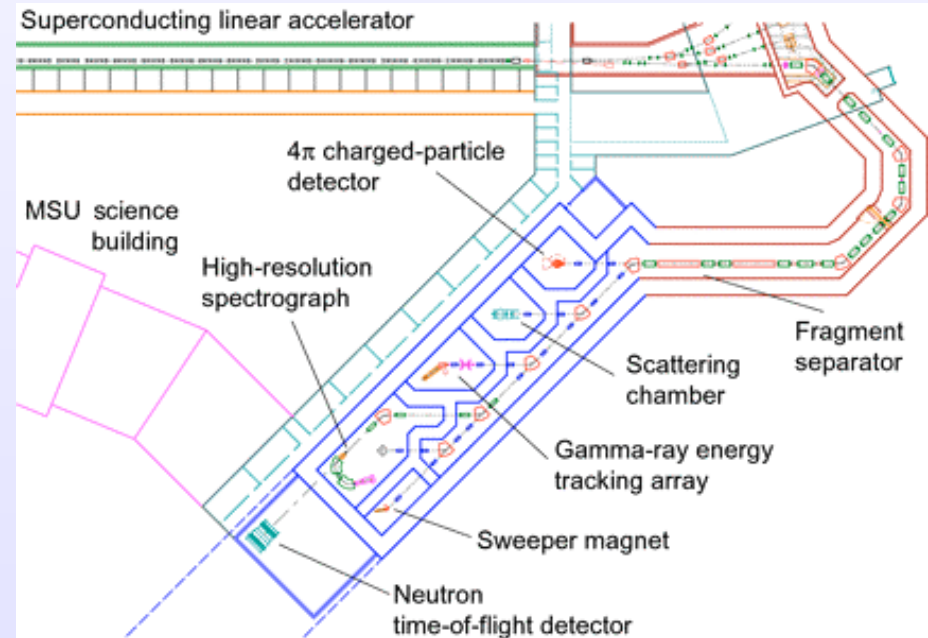 Superconducting linear accelerator
4π charged-particle
detector
MSU science
building
High-resolution
spectrograph
Fragment
separator
Scattering
chamber
Gamma-ray energy
tracking array
Sweeper magnet
Neutron
time-of-flight detector